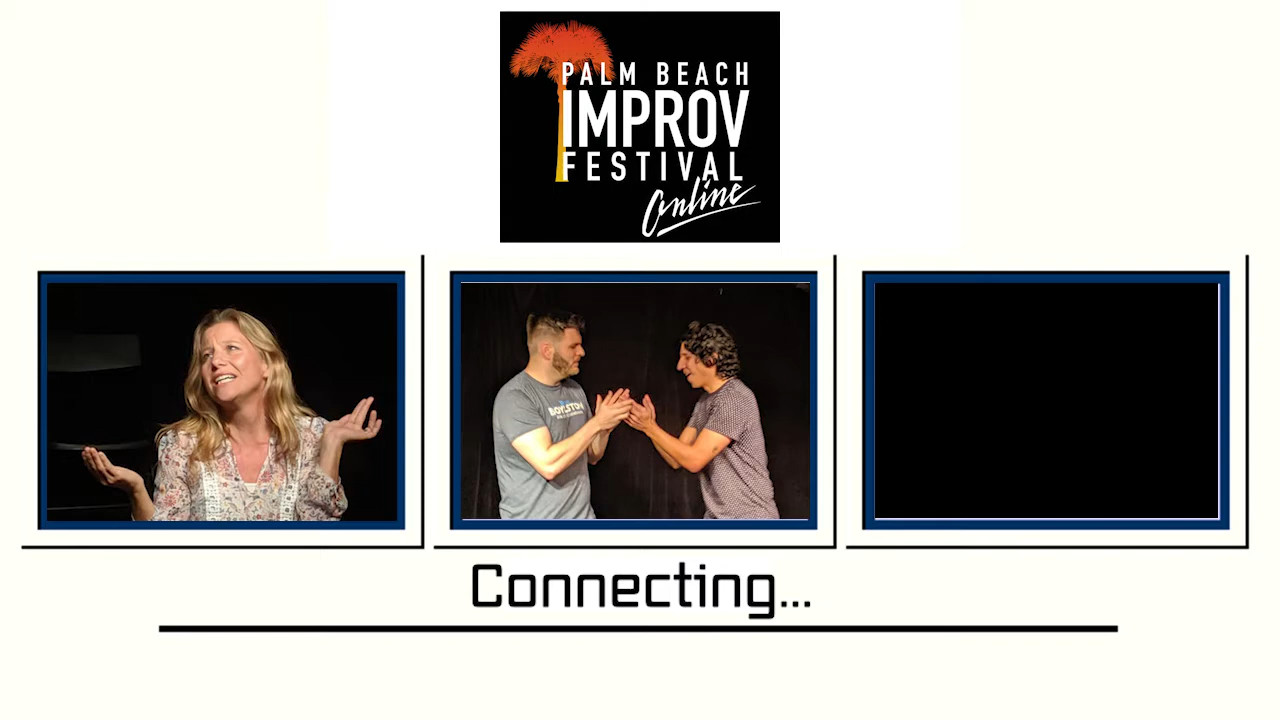 PALM BEACH
IMPROV
FESTIVAL
Online
Connecting...